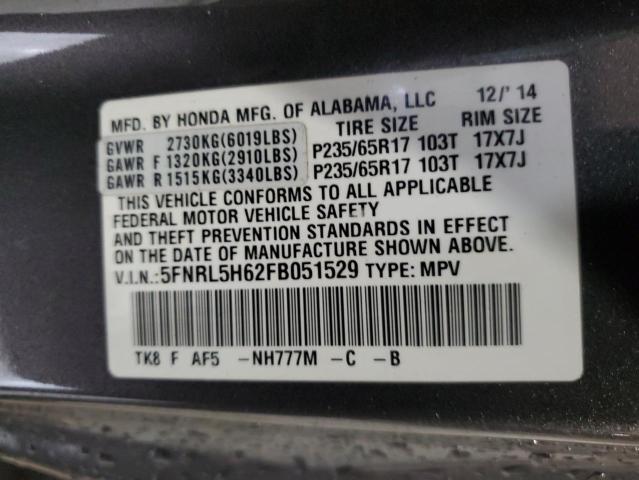 MFD. BY HONDA MFG. OF ALABAMA, LLC 12/'14
TIRE SIZE RIM SIZE
GVWR 2730KG(6019LBS)
GAWR F 1320KG(2910LBS) P235/65R17 103T 17X7J
GAWR R 1515KG(3340LBS) P235/65R17 103T 17X7J
THIS VEHICLE CONFORMS TO ALL APPLICABLE
FEDERAL MOTOR VEHICLE SAFETY
AND THEFT PREVENTION STANDARDS IN EFFECT
ON THE DATE OF MANUFACTURE SHOWN ABOVE.
V.I.N.:5FNRL5H62FB051529 TYPE: MPV
TK8 F AF5 -NH777M -C -B